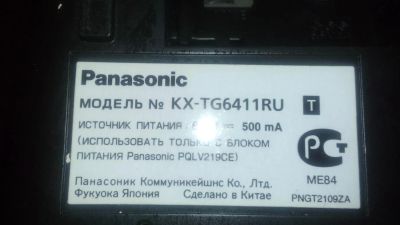 Panasonic
МОДЕЛЬ № KX-TG6411RU T
ИСТОЧНИК ПИТАНИЯ: 500 mA
(ИСПОЛЬЗОВАТЬ ТОЛЬКО С БЛОКОМ
ПИТАНИЯ Panasonic PQLV219CE)
Панасоник Коммуникейшнс Ко., Лтд.
Фукуока Япония Сделано в Китае
РСТ
ME84
PNGT2109ZA